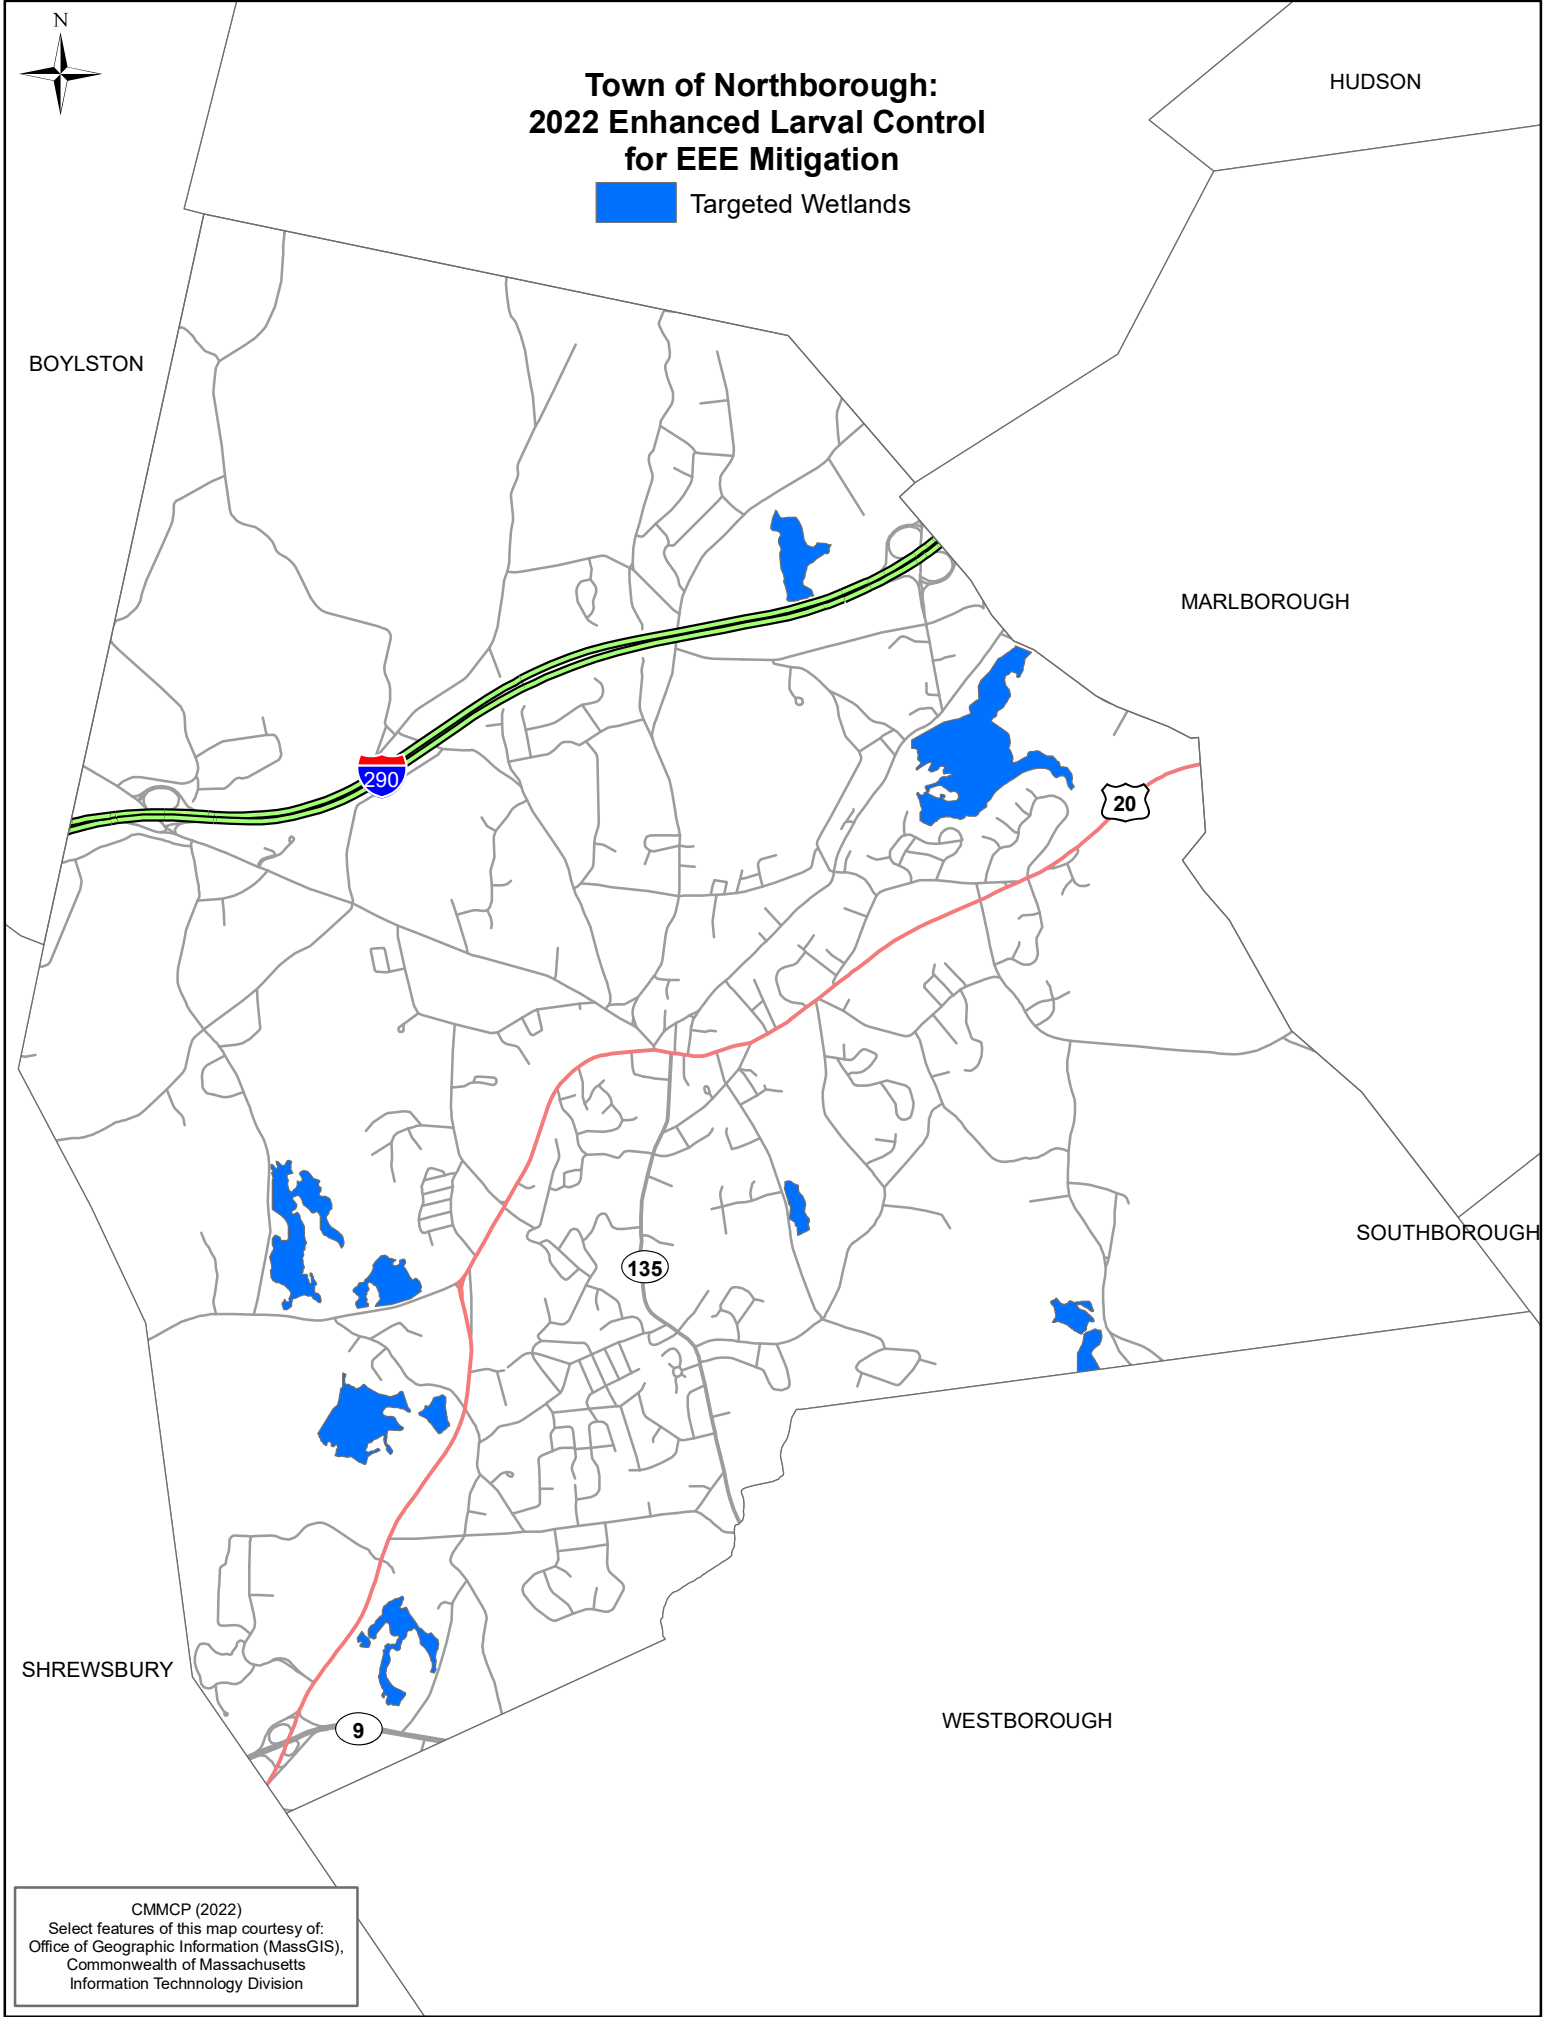 N
Town of Northborough:
2022 Enhanced Larval Control
for EEE Mitigation
Targeted Wetlands
HUDSON
BOYLSTON
MARLBOROUGH
290
20
SOUTHBOROUGH
135
SHREWSBURY
9
WESTBOROUGH
CMMCP (2022)
Select features of this map courtesy of:
Office of Geographic Information (MassGIS),
Commonwealth of Massachusetts
Information Technnology Division